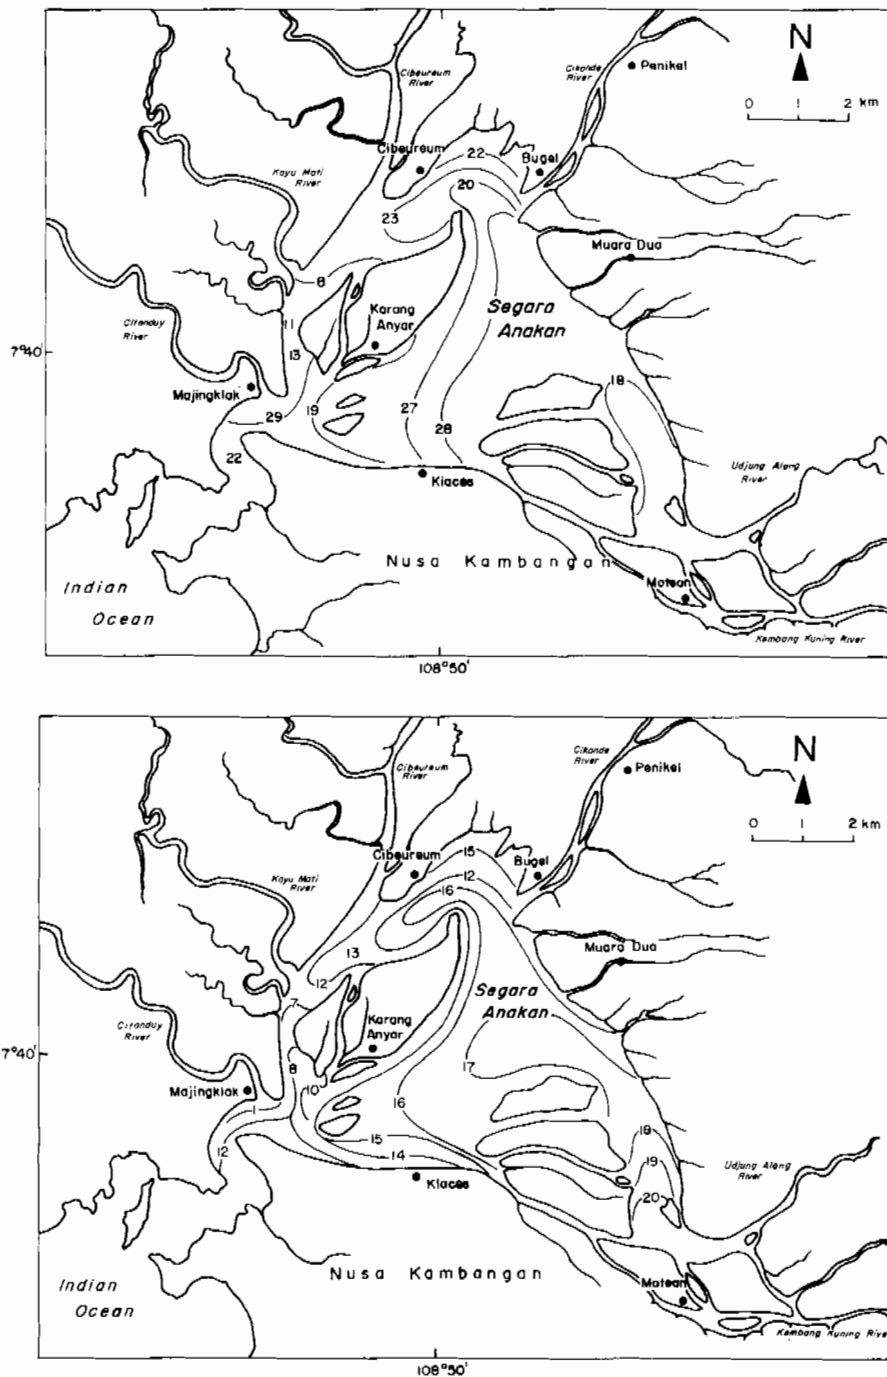 N
0 1 2 km
Cibeureum
River
Cikonde
River
Penikel
Cibeureum
22
Bugel
20
Kayu Mati
River
23
Muara Dua
8
Segara
Anakan
11
Karang
Anyar
Citanduy
River
13
7°40'
18
Majingklak
29
19
27
28
22
Klaces
Udjung Alang
River
Nusa Kambangan
Indian
Ocean
Motean
Kembang Kuning River
108°50'
N
0 1 2 km
Cibeureum
River
Cikonde
River
Penikel
Cibeureum
15
Bugel
12
16
Kayu Mati
River
13
Muara Dua
12
Segara
Anakan
7
Citanduy
River
Karang
Anyar
7°40'
17
8
Majingklak
10
1
16
12
15
18
14
19
Klaces
20
Udjung Alang
River
Nusa Kambangan
Indian
Ocean
Motean
Kembang Kuning River
108°50'